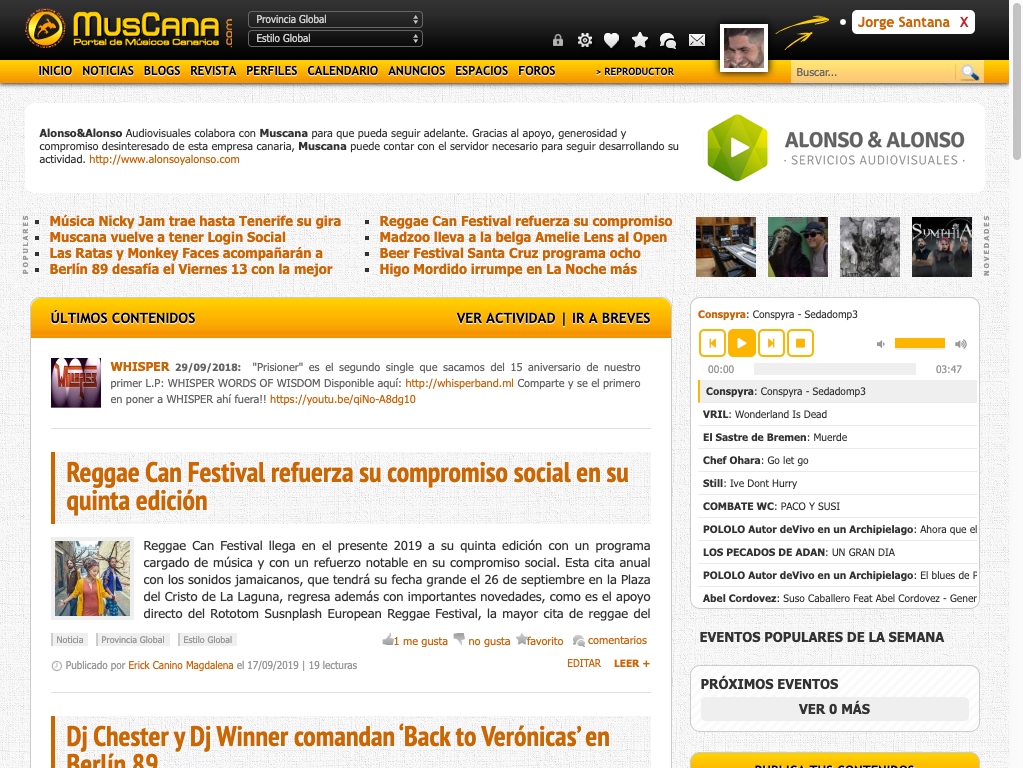 MusCana.com
Portal de Músicos Canarios
Provincia Global
Estilo Global
Jorge Santana X
INICIO NOTICIAS BLOGS REVISTA PERFILES CALENDARIO ANUNCIOS ESPACIOS FOROS > REPRODUCTOR
Buscar...
Alonso&Alonso Audiovisuales colabora con Muscana para que pueda seguir adelante. Gracias al apoyo, generosidad y
compromiso desinteresado de esta empresa canaria, Muscana puede contar con el servidor necesario para seguir desarrollando su
actividad. http://www.alonsoyalonso.com
ALONSO & ALONSO
· SERVICIOS AUDIOVISUALES ·
POPULARES
Música Nicky Jam trae hasta Tenerife su gira
Muscana vuelve a tener Login Social
Las Ratas y Monkey Faces acompañarán a
Berlín 89 desafía el Viernes 13 con la mejor
Reggae Can Festival refuerza su compromiso
Madzoo lleva a la belga Amelie Lens al Open
Beer Festival Santa Cruz programa ocho
Higo Mordido irrumpe en La Noche más
SYMTHIA
NOVEDADES
ÚLTIMOS CONTENIDOS
VER ACTIVIDAD | IR A BREVES
WHISPER 29/09/2018: "Prisioner" es el segundo single que sacamos del 15 aniversario de nuestro
primer L.P: WHISPER WORDS OF WISDOM Disponible aquí: http://whisperband.ml Comparte y se el primero
en poner a WHISPER ahí fuera!! https://youtu.be/qiNo-A8dg10
Reggae Can Festival refuerza su compromiso social en su
quinta edición
Reggae Can Festival llega en el presente 2019 a su quinta edición con un programa
cargado de música y con un refuerzo notable en su compromiso social. Esta cita anual
con los sonidos jamaicanos, que tendrá su fecha grande el 26 de septiembre en la Plaza
del Cristo de La Laguna, regresa además con importantes novedades, como es el apoyo
directo del Rototom Susnplash European Reggae Festival, la mayor cita de reggae del
Noticia Provincia Global Estilo Global
1 me gusta no gusta favorito comentarios
Publicado por Erick Canino Magdalena el 17/09/2019 | 19 lecturas
EDITAR LEER +
Dj Chester y Dj Winner comandan ‘Back to Verónicas’ en
Berlín 89
Conspyra: Conspyra - Sedadomp3
00:00 03:47
Conspyra: Conspyra - Sedadomp3
VRIL: Wonderland Is Dead
El Sastre de Bremen: Muerde
Chef Ohara: Go let go
Still: Ive Dont Hurry
COMBATE WC: PACO Y SUSI
POLOLO Autor deVivo en un Archipielago: Ahora que el
LOS PECADOS DE ADAN: UN GRAN DIA
POLOLO Autor deVivo en un Archipielago: El blues de P
Abel Cordovez: Suso Caballero Feat Abel Cordovez - Gener
EVENTOS POPULARES DE LA SEMANA
PRÓXIMOS EVENTOS
VER 0 MÁS
PUBLICA TUS CONTENIDOS